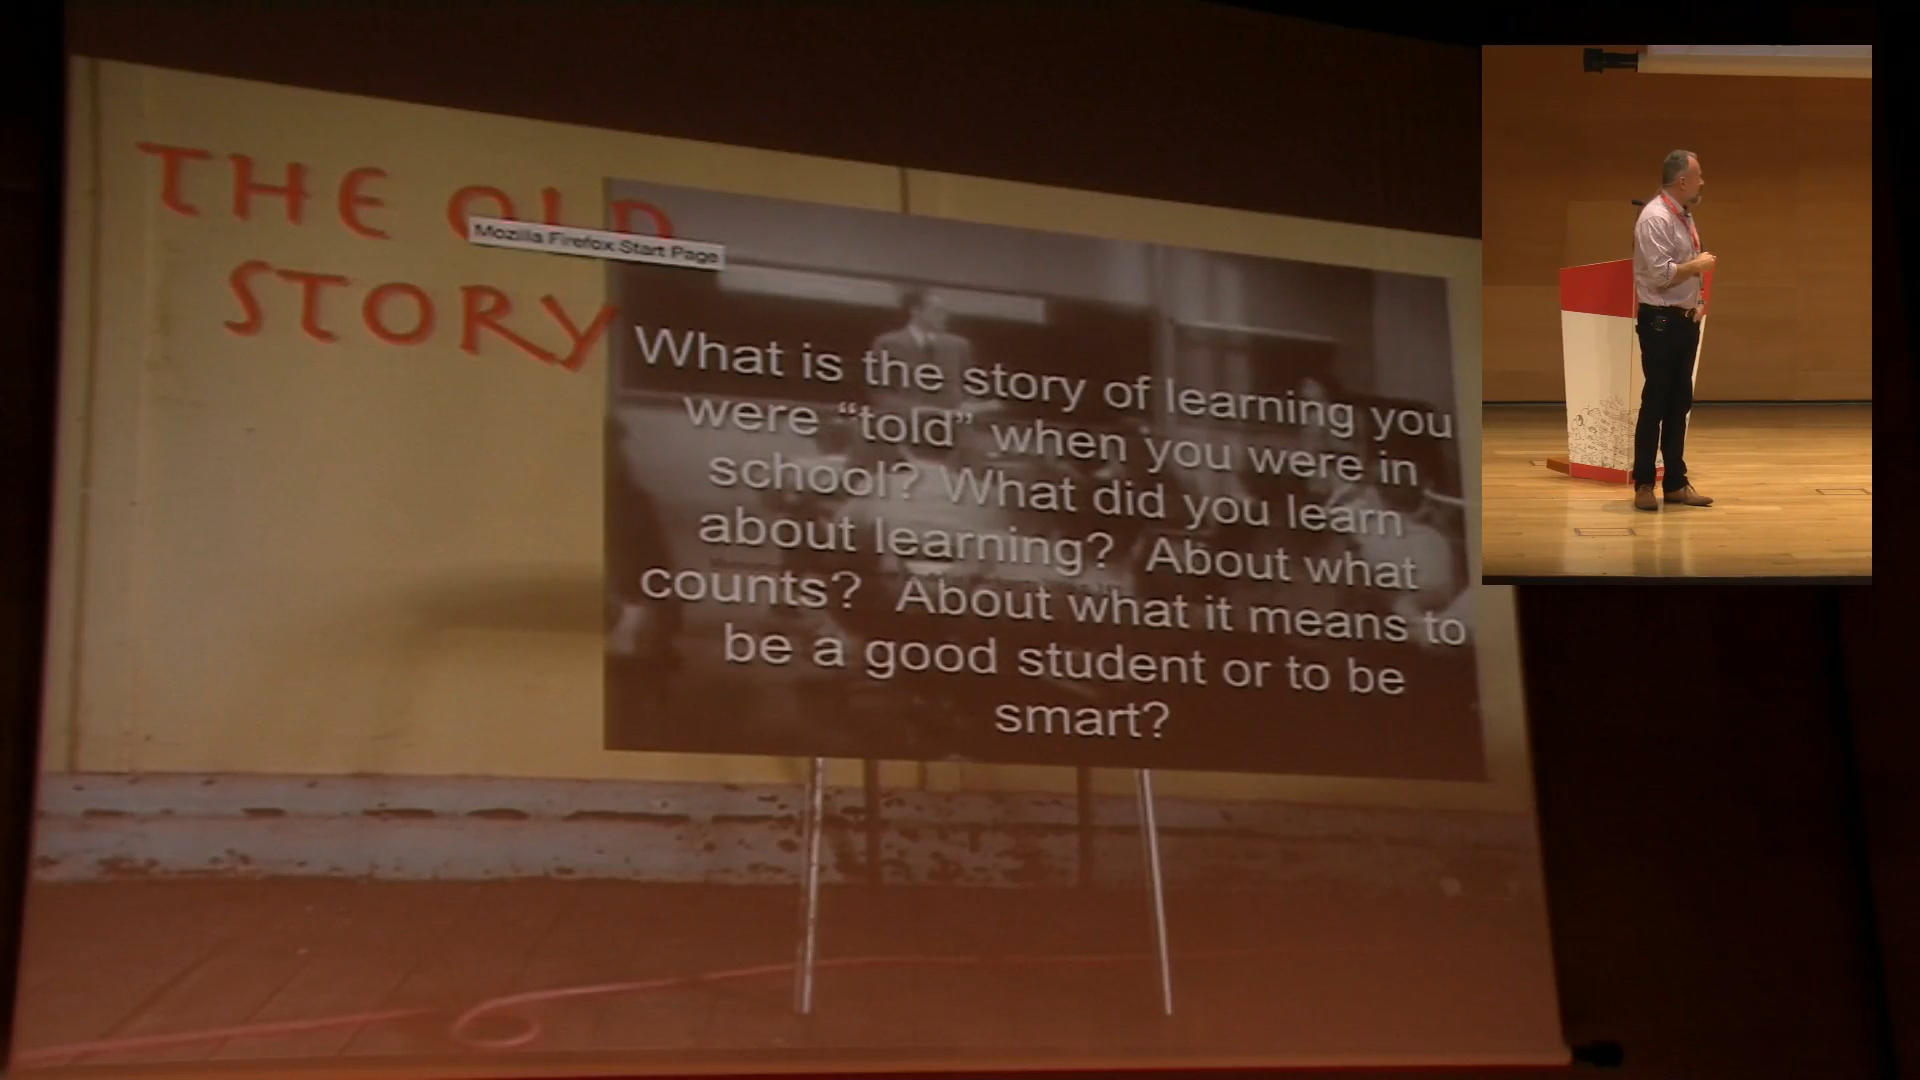 THE OLD
STORY
Mozilla Firefox Start Page
What is the story of learning you
were “told” when you were in
school? What did you learn
about learning?  About what
counts?  About what it means to
be a good student or to be
smart?